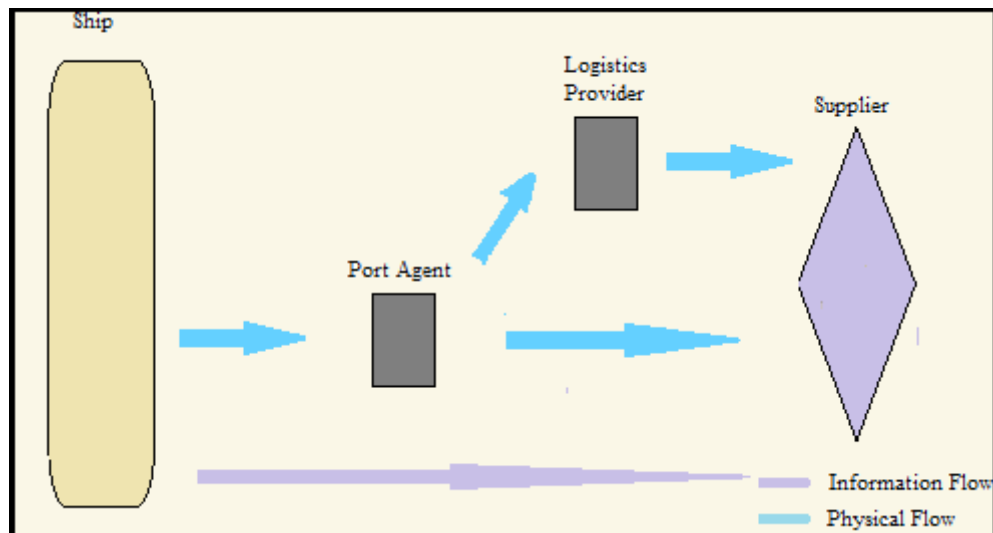 Ship
Logistics
Provider
Supplier
Port Agent
Information Flow
Physical Flow